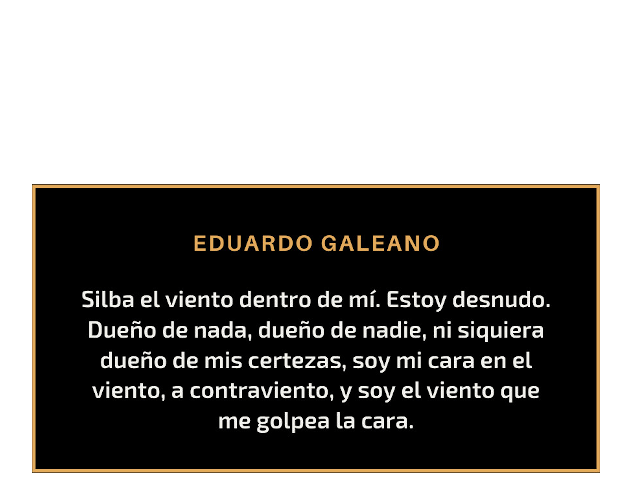 EDUARDO GALEANO
Silba el viento dentro de mí. Estoy desnudo.
Dueño de nada, dueño de nadie, ni siquiera
dueño de mis certezas, soy mi cara en el
viento, a contraviento, y soy el viento que
me golpea la cara.